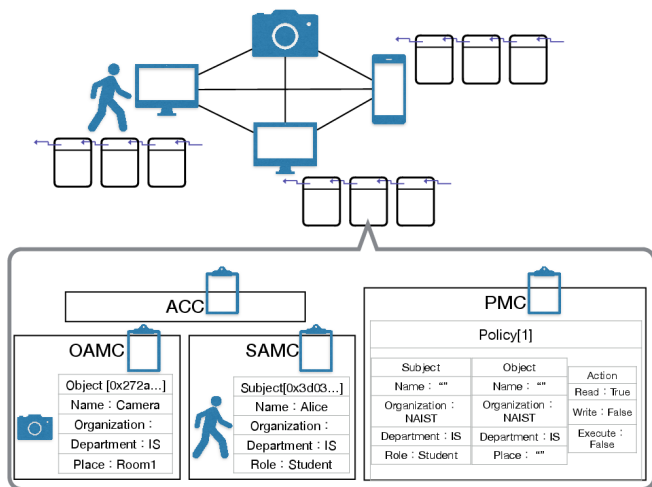 ACC
OAMC
Object [0x272a...]
Name：Camera
Organization：
Department：IS
Place：Room1
SAMC
Subject[0x3d03...]
Name：Alice
Organization：
Department：IS
Role：Student
PMC
Policy[1]
Subject
Name： “”
Organization：
NAIST
Department：IS
Role：Student
Object
Name： “”
Organization：
NAIST
Department：IS
Place： “”
Action
Read：True
Write：False
Execute：
False